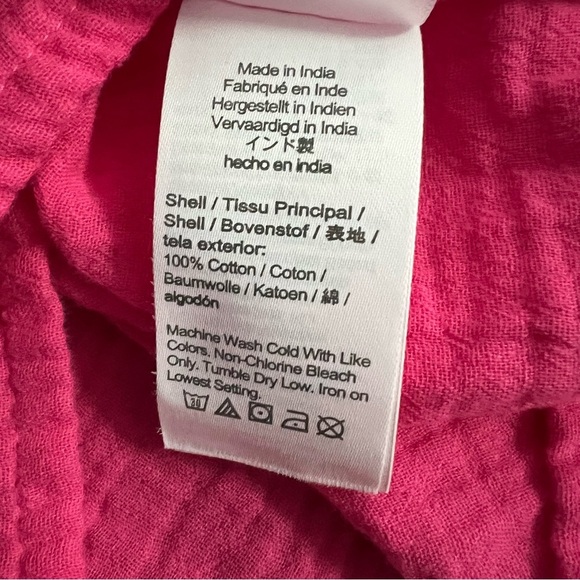 Made in India
Fabriqué en Inde
Hergestellt in Indien
Vervaardigd in India
インド製
hecho en india
Shell / Tissu Principal /
Shell / Bovenstof / 表地 /
tela exterior:
100% Cotton / Coton /
Baumwolle / Katoen / 綿 /
algodón
Machine Wash Cold With Like
Colors. Non-Chlorine Bleach
Only. Tumble Dry Low. Iron on
Lowest Setting.
30